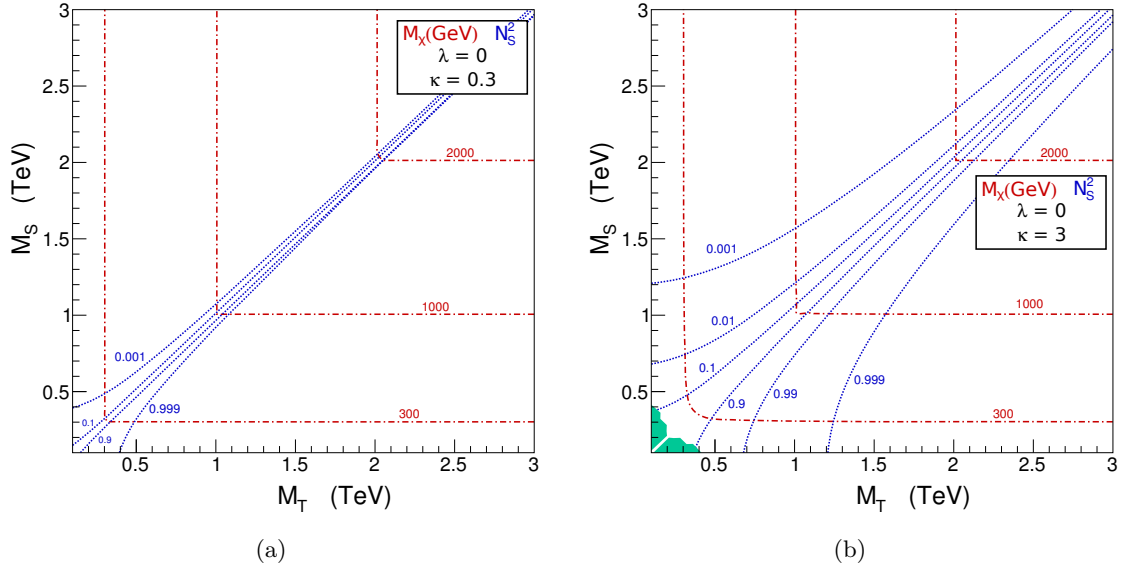 3
2.5
2
1.5
1
0.5
M_S (TeV)
M_X(GeV) N_S^2
λ = 0
κ = 0.3
2000
1000
0.001
0.1
0.9
0.999
300
0.5 1 1.5 2 2.5 3
M_T (TeV)
(a)
3
2.5
2
1.5
1
0.5
M_S (TeV)
2000
M_X(GeV) N_S^2
λ = 0
κ = 3
0.001
1000
0.01
0.1
0.9
0.99
0.999
300
0.5 1 1.5 2 2.5 3
M_T (TeV)
(b)